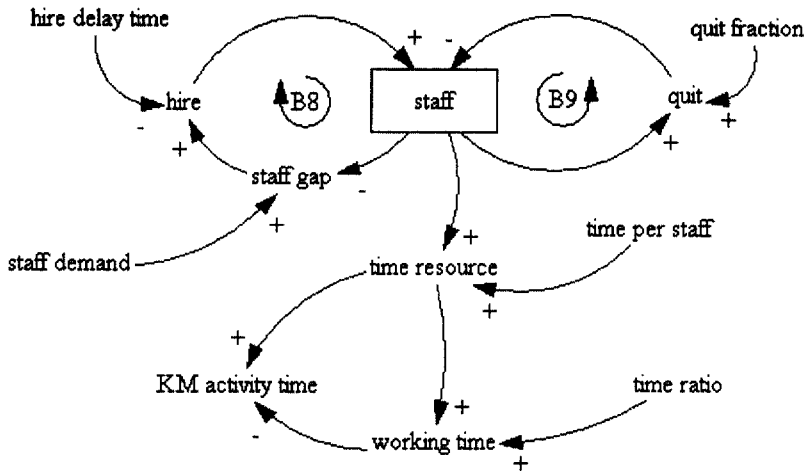 hire delay time
quit fraction
+
-
hire
B8
staff
B9
quit
-
+
+
+
staff gap
-
+
staff demand
time per staff
+
time resource
+
+
KM activity time
time ratio
+
-
working time
+